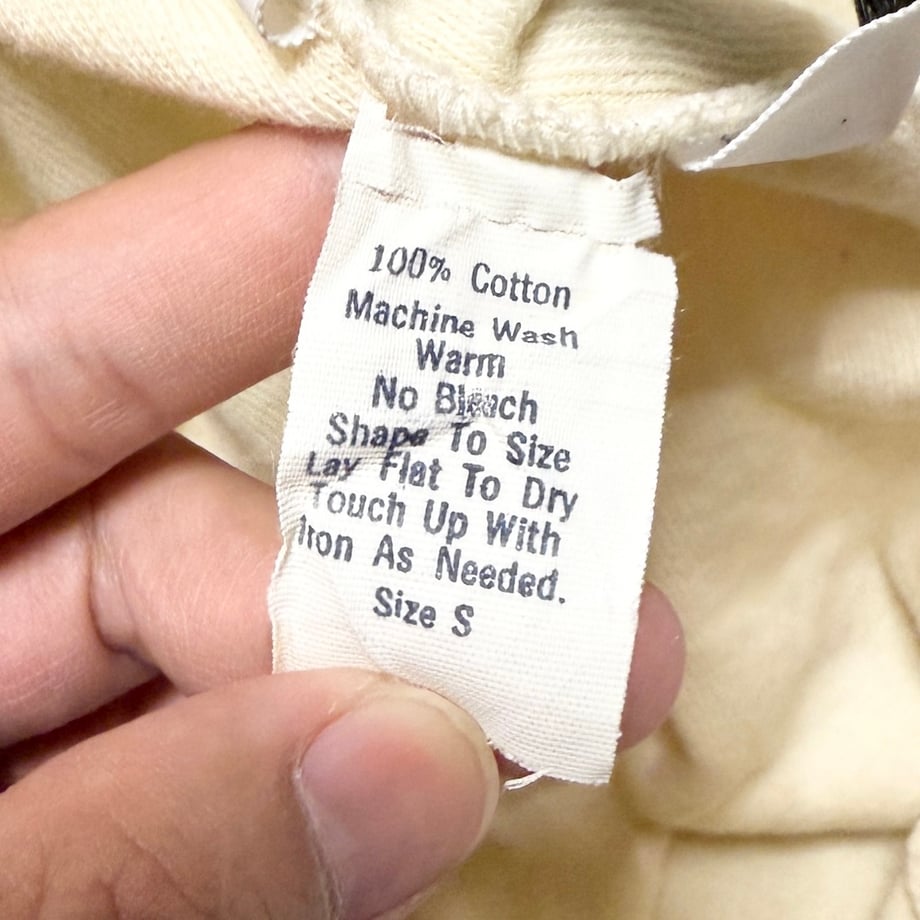 100% Cotton
Machine Wash
Warm
No Bleach
Shape To Size
Lay Flat To Dry
Touch Up With
Iron As Needed.
Size S